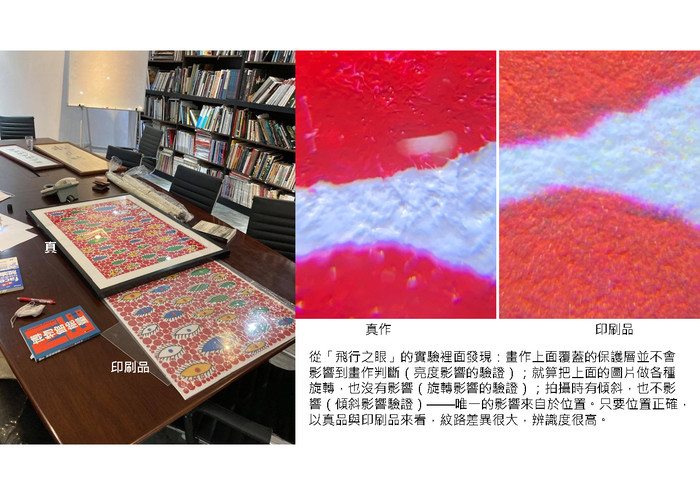 真
印刷品
真作
印刷品
從「飛行之眼」的實驗裡面發現：畫作上面覆蓋的保護層並不會
影響到畫作判斷（亮度影響的驗證）；就算把上面的圖片做各種
旋轉，也沒有影響（旋轉影響的驗證）；拍攝時有傾斜，也不影
響（傾斜影響驗證）——唯一的影響來自於位置。只要位置正確，
以真品與印刷品來看，紋路差異很大，辨識度很高。